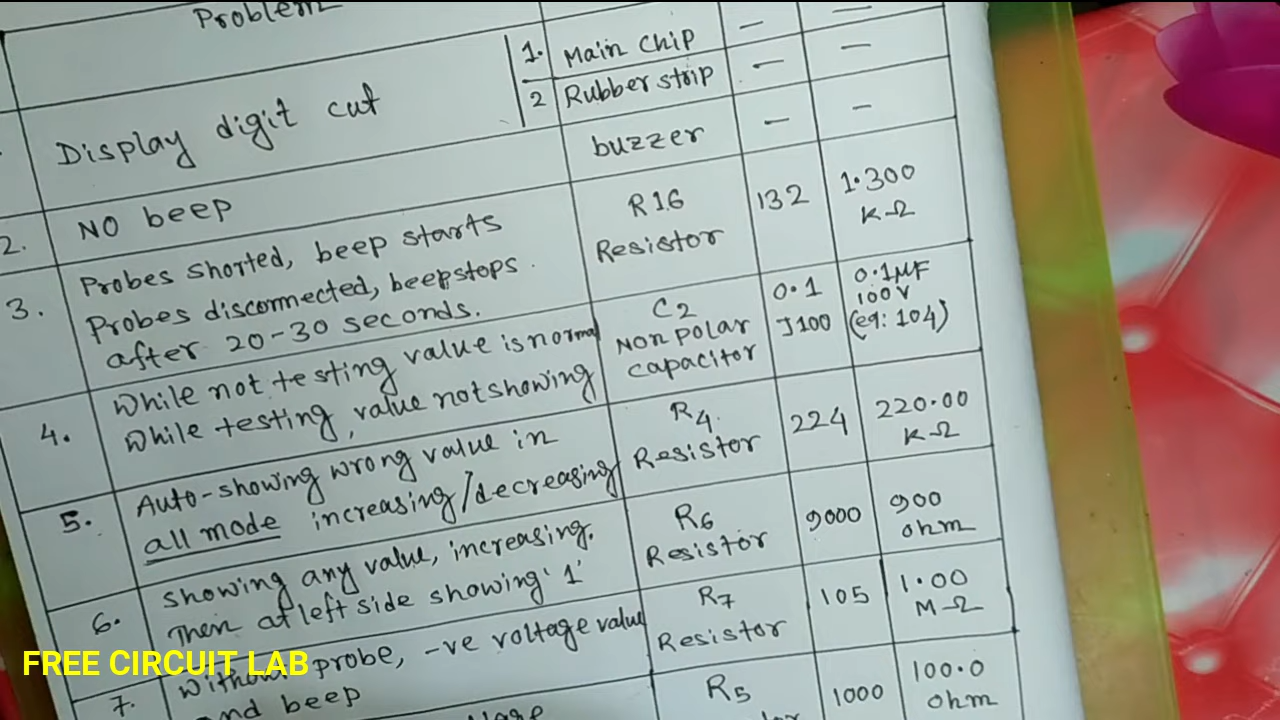 Problem
Display digit cut
1. Main chip – –
2 Rubber strip – –
2. NO beep buzzer – –
3. Probes shorted, beep starts
Probes disconnected, beep stops.
after 20-30 seconds.
R16
Resistor
132
1.300
K-Ω
4. While not testing value is normal
While testing, value not showing
C2
Non polar
capacitor
0.1
J100
0.1µF
100V
(eq: 104)
5. Auto-showing wrong value in
all mode increasing/decreasing
R4.
Resistor
224
220.00
K-Ω
6. Showing any value, increasing.
Then at left side showing '1'
R6
Resistor
9000
900
ohm
7. Without probe, -ve voltage value
and beep
R7
Resistor
105
1.00
M-Ω
R5
1000
100.0
ohm
FREE CIRCUIT LAB